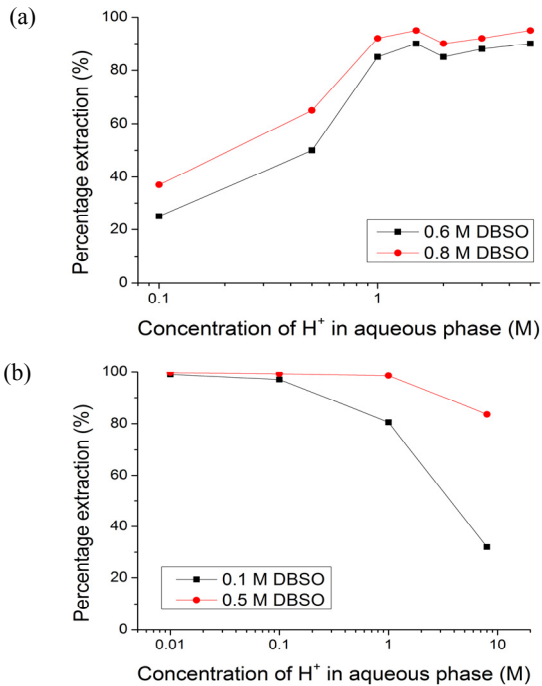 (a)
100
80
60
40
20
0
Percentage extraction (%)
0.6 M DBSO
0.8 M DBSO
0.1
1
Concentration of H⁺ in aqueous phase (M)
(b)
100
80
60
40
20
0
Percentage extraction (%)
0.1 M DBSO
0.5 M DBSO
0.01
0.1
1
10
Concentration of H⁺ in aqueous phase (M)